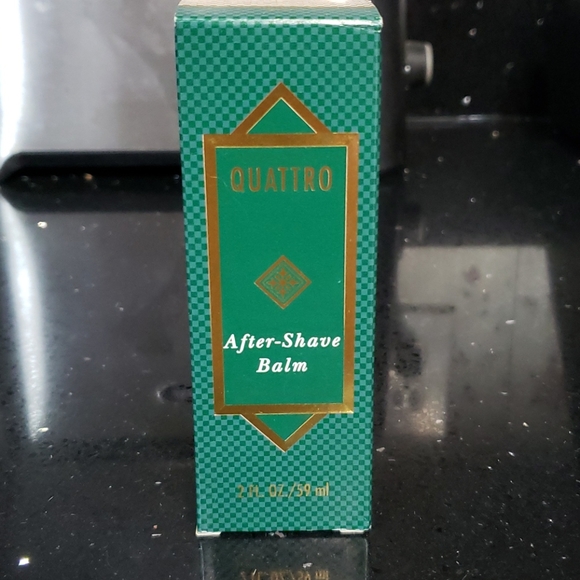 QUATTRO
After-Shave
Balm
2 FL. OZ./59 ml